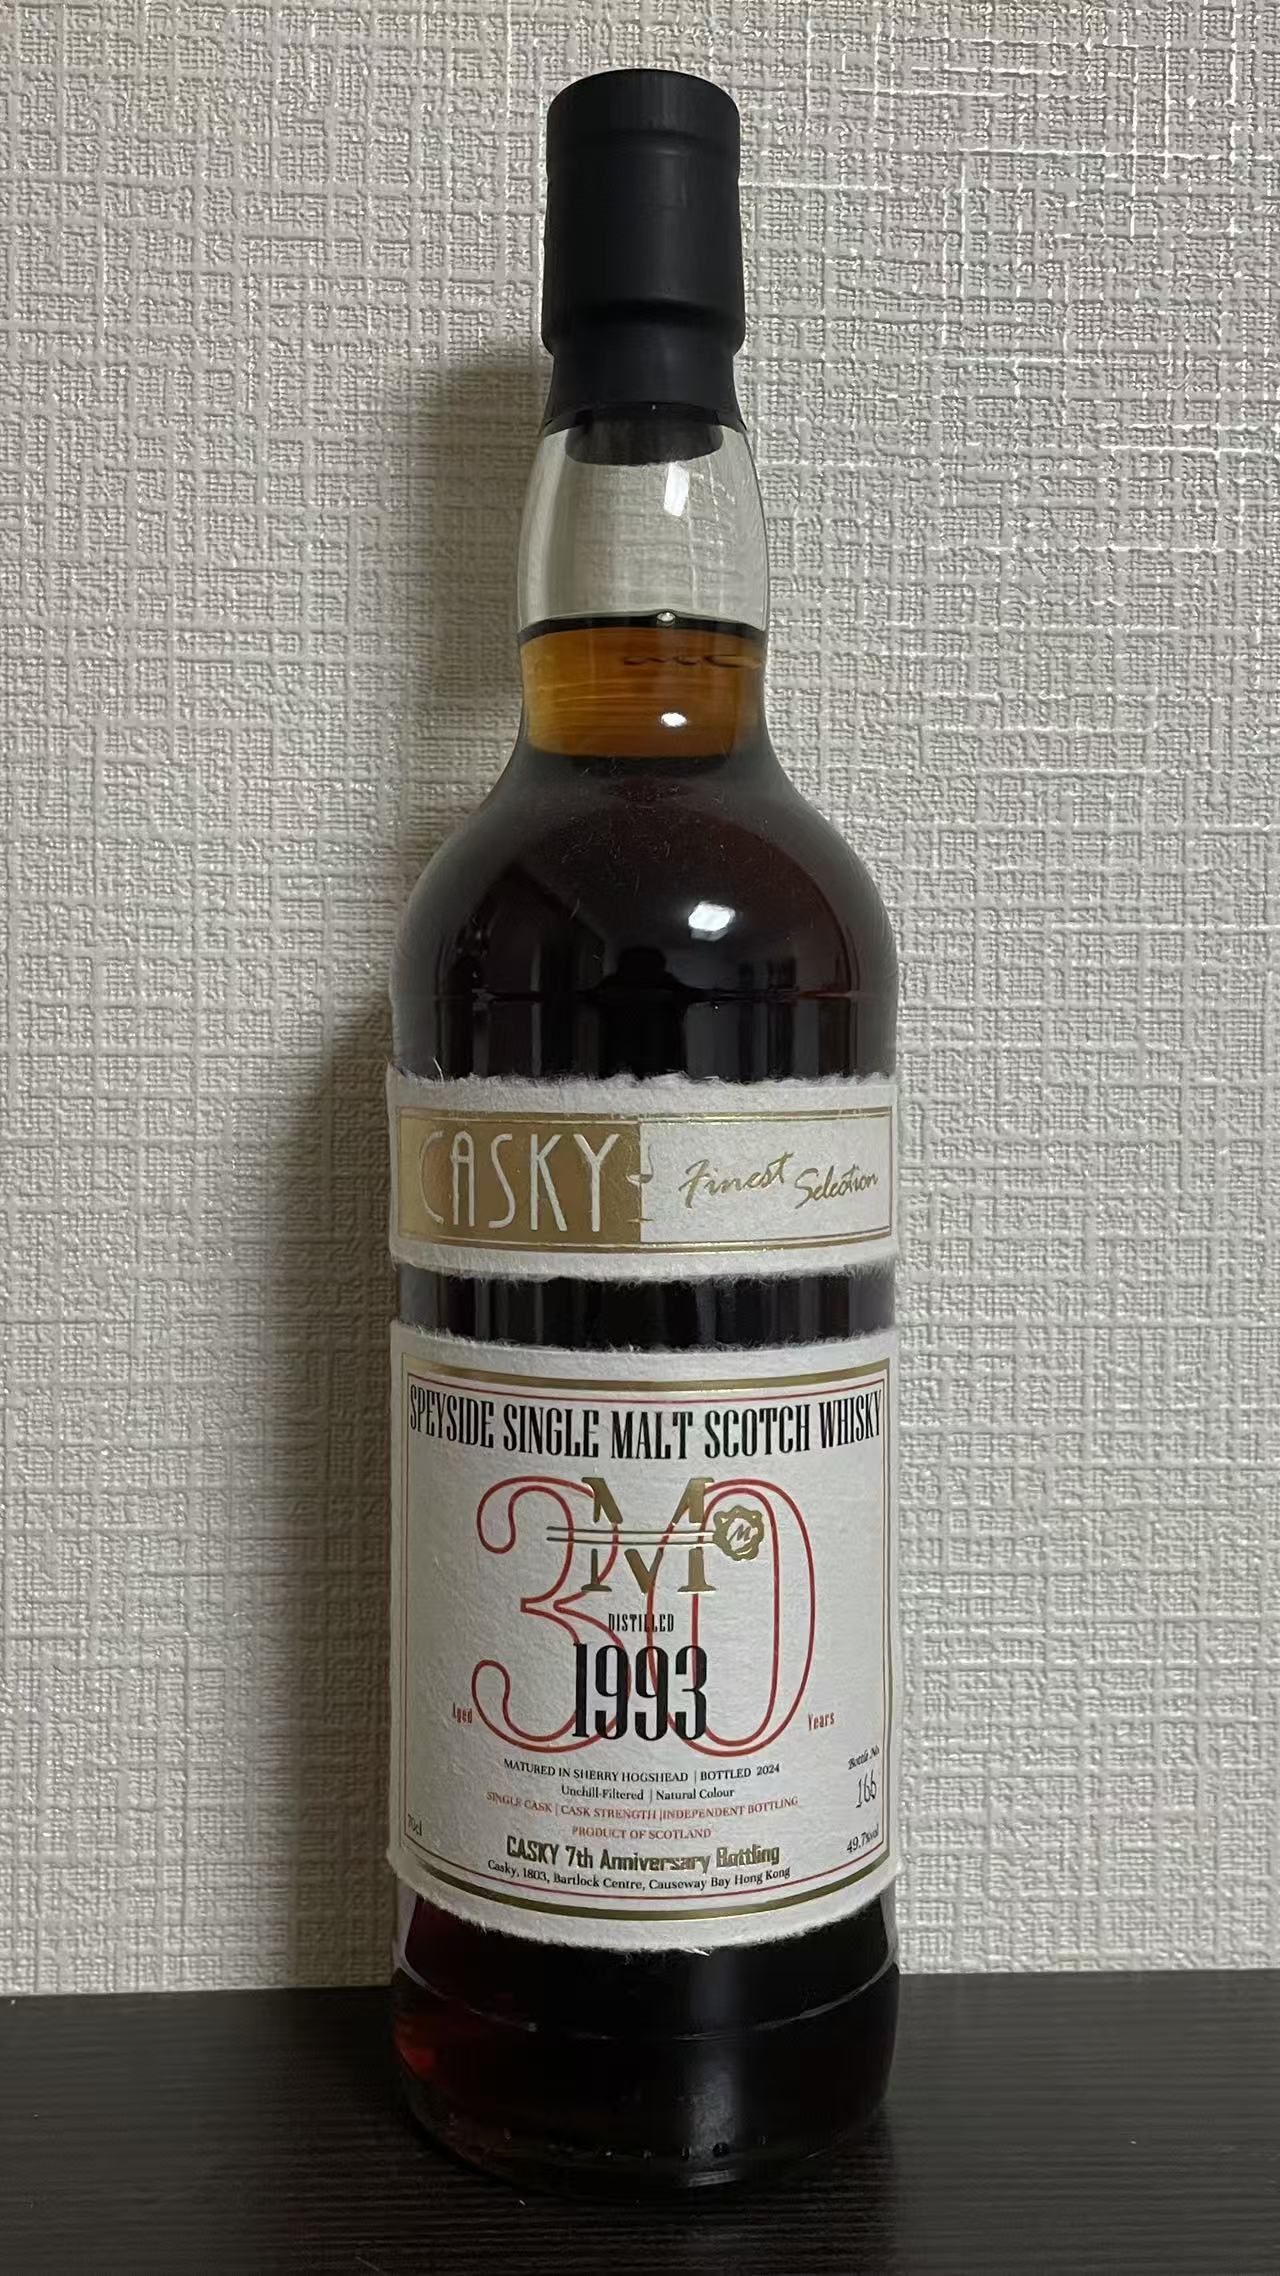 CASKY Finest Selection
SPEYSIDE SINGLE MALT SCOTCH WHISKY
30
M
M
DISTILLED
1993
Aged Years
MATURED IN SHERRY HOGSHEAD | BOTTLED 2024
Unchill-Filtered | Natural Colour
SINGLE CASK | CASK STRENGTH | INDEPENDENT BOTTLING
PRODUCT OF SCOTLAND
Bottle No.
166
70cl
49.7%vol
CASKY 7th Anniversary Bottling
Casky, 1803, Bartlock Centre, Causeway Bay Hong Kong